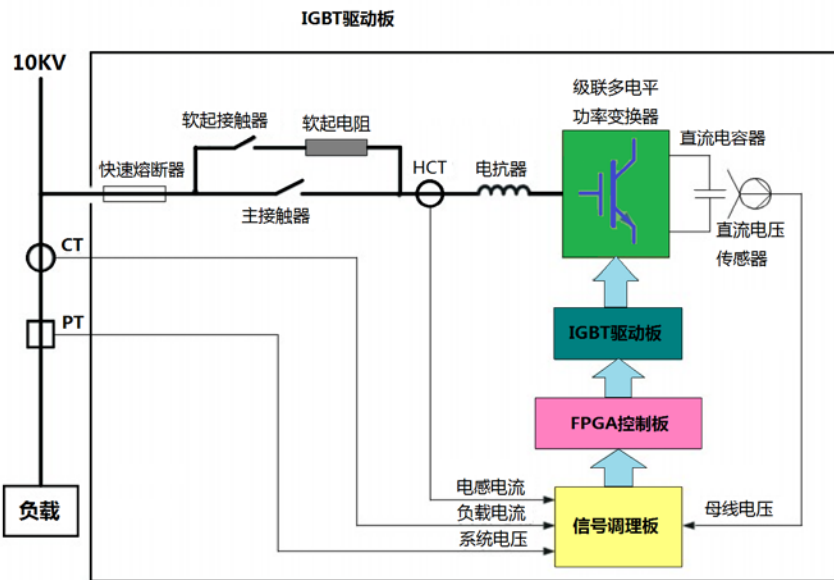 IGBT驱动板
10KV
级联多电平
功率变换器
软起接触器
软起电阻
直流电容器
快速熔断器
HCT
电抗器
主接触器
直流电压
传感器
CT
PT
IGBT驱动板
FPGA控制板
电感电流
负载电流
系统电压
信号调理板
母线电压
负载